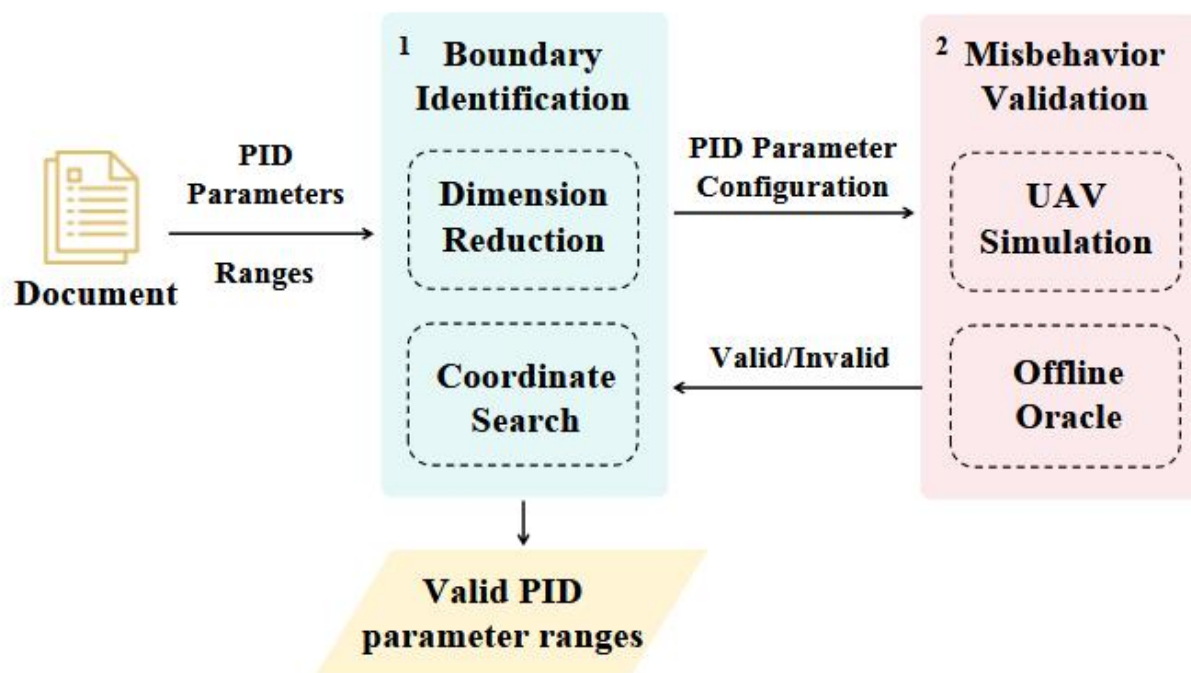 Document
PID
Parameters
Ranges
1
Boundary
Identification
Dimension
Reduction
Coordinate
Search
PID Parameter
Configuration
Valid/Invalid
2
Misbehavior
Validation
UAV
Simulation
Offline
Oracle
Valid PID
parameter ranges